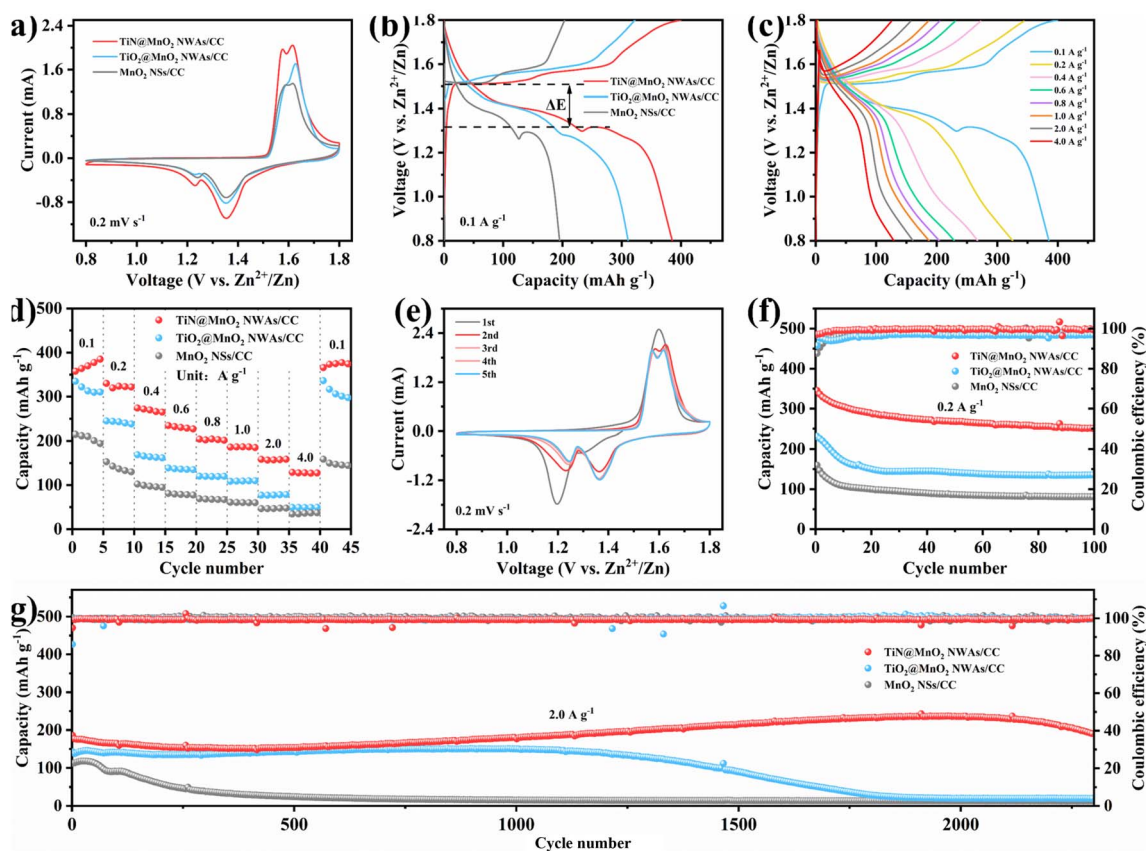 a)
2.4
1.6
0.8
0.0
-0.8
Current (mA)
TiN@MnO₂ NWAs/CC
TiO₂@MnO₂ NWAs/CC
MnO₂ NSs/CC
0.2 mV s⁻¹
0.8 1.0 1.2 1.4 1.6 1.8
Voltage (V vs. Zn²⁺/Zn)
(b)
1.8
1.6
1.4
1.2
1.0
0.8
Voltage (V vs. Zn²⁺/Zn)
TiN@MnO₂ NWAs/CC
TiO₂@MnO₂ NWAs/CC
MnO₂ NSs/CC
ΔE
0.1 A g⁻¹
0 100 200 300 400
Capacity (mAh g⁻¹)
(c)
1.8
1.6
1.4
1.2
1.0
0.8
Voltage (V vs. Zn²⁺/Zn)
0.1 A g⁻¹
0.2 A g⁻¹
0.4 A g⁻¹
0.6 A g⁻¹
0.8 A g⁻¹
1.0 A g⁻¹
2.0 A g⁻¹
4.0 A g⁻¹
0 100 200 300 400
Capacity (mAh g⁻¹)
d)
500
400
300
200
100
0
Capacity (mAh g⁻¹)
TiN@MnO₂ NWAs/CC
TiO₂@MnO₂ NWAs/CC
MnO₂ NSs/CC
Unit: A g⁻¹
0.1
0.2
0.4
0.6
0.8
1.0
2.0
4.0
0.1
0 5 10 15 20 25 30 35 40 45
Cycle number
(e)
2.4
1.2
0.0
-1.2
-2.4
Current (mA)
1st
2nd
3rd
4th
5th
0.2 mV s⁻¹
0.8 1.0 1.2 1.4 1.6 1.8
Voltage (V vs. Zn²⁺/Zn)
(f)
500
400
300
200
100
0
Capacity (mAh g⁻¹)
TiN@MnO₂ NWAs/CC
TiO₂@MnO₂ NWAs/CC
MnO₂ NSs/CC
0.2 A g⁻¹
100
80
60
40
20
0
Coulombic efficiency (%)
0 20 40 60 80 100
Cycle number
g)
500
400
300
200
100
0
Capacity (mAh g⁻¹)
TiN@MnO₂ NWAs/CC
TiO₂@MnO₂ NWAs/CC
MnO₂ NSs/CC
2.0 A g⁻¹
100
80
60
40
20
0
Coulombic efficiency (%)
0 500 1000 1500 2000
Cycle number